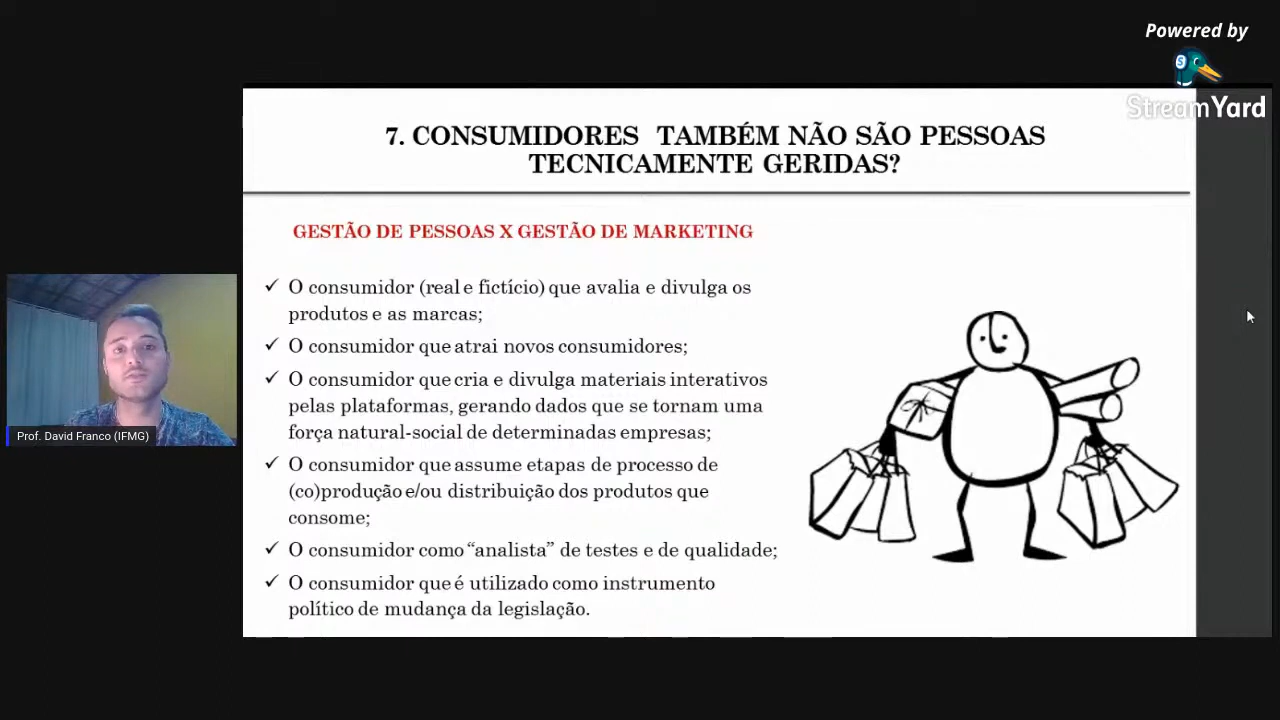 Powered by
StreamYard
7. CONSUMIDORES TAMBÉM NÃO SÃO PESSOAS
TECNICAMENTE GERIDAS?
GESTÃO DE PESSOAS X GESTÃO DE MARKETING
✓ O consumidor (real e fictício) que avalia e divulga os
produtos e as marcas;
✓ O consumidor que atrai novos consumidores;
✓ O consumidor que cria e divulga materiais interativos
pelas plataformas, gerando dados que se tornam uma
força natural-social de determinadas empresas;
✓ O consumidor que assume etapas de processo de
(co)produção e/ou distribuição dos produtos que
consome;
✓ O consumidor como “analista” de testes e de qualidade;
✓ O consumidor que é utilizado como instrumento
político de mudança da legislação.
Prof. David Franco (IFMG)